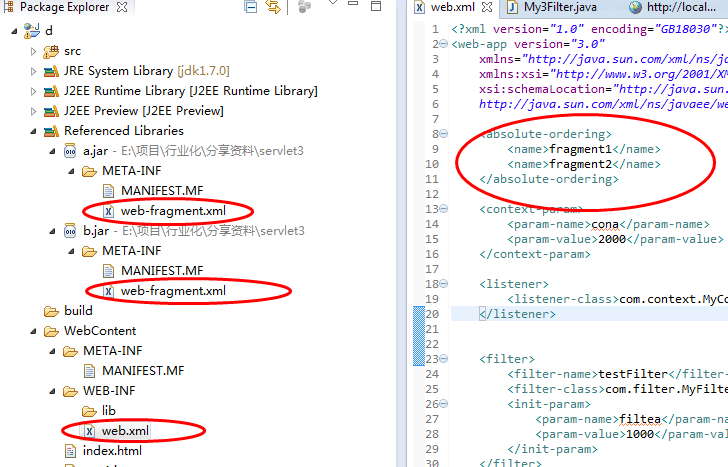 Package Explorer
d
src
JRE System Library [jdk1.7.0]
J2EE Runtime Library [J2EE Runtime Library]
J2EE Preview [J2EE Preview]
Referenced Libraries
a.jar - E:\项目\行业化\分享资料\servlet3
META-INF
MANIFEST.MF
web-fragment.xml
b.jar - E:\项目\行业化\分享资料\servlet3
META-INF
MANIFEST.MF
web-fragment.xml
build
WebContent
META-INF
MANIFEST.MF
WEB-INF
lib
web.xml
index.html
web.xml
My3Filter.java
http://local...
1 <?xml version="1.0" encoding="GB18030"?>
2 <web-app version="3.0"
3 xmlns="http://java.sun.com/xml/ns/ja
4 xmlns:xsi="http://www.w3.org/2001/XM
5 xsi:schemaLocation="http://java.sun.
6 http://java.sun.com/xml/ns/javaee/we
7
8 <absolute-ordering>
9 <name>fragment1</name>
10 <name>fragment2</name>
11 </absolute-ordering>
12
13 <context-param>
14 <param-name>cona</param-name>
15 <param-value>2000</param-value>
16 </context-param>
17
18 <listener>
19 <listener-class>com.context.MyCo
20 </listener>
21
22
23 <filter>
24 <filter-name>testFilter</filter-
25 <filter-class>com.filter.MyFilte
26 <init-param>
27 <param-name>filtea</param-na
28 <param-value>1000</param-val
29 </init-param>
30 </filter>